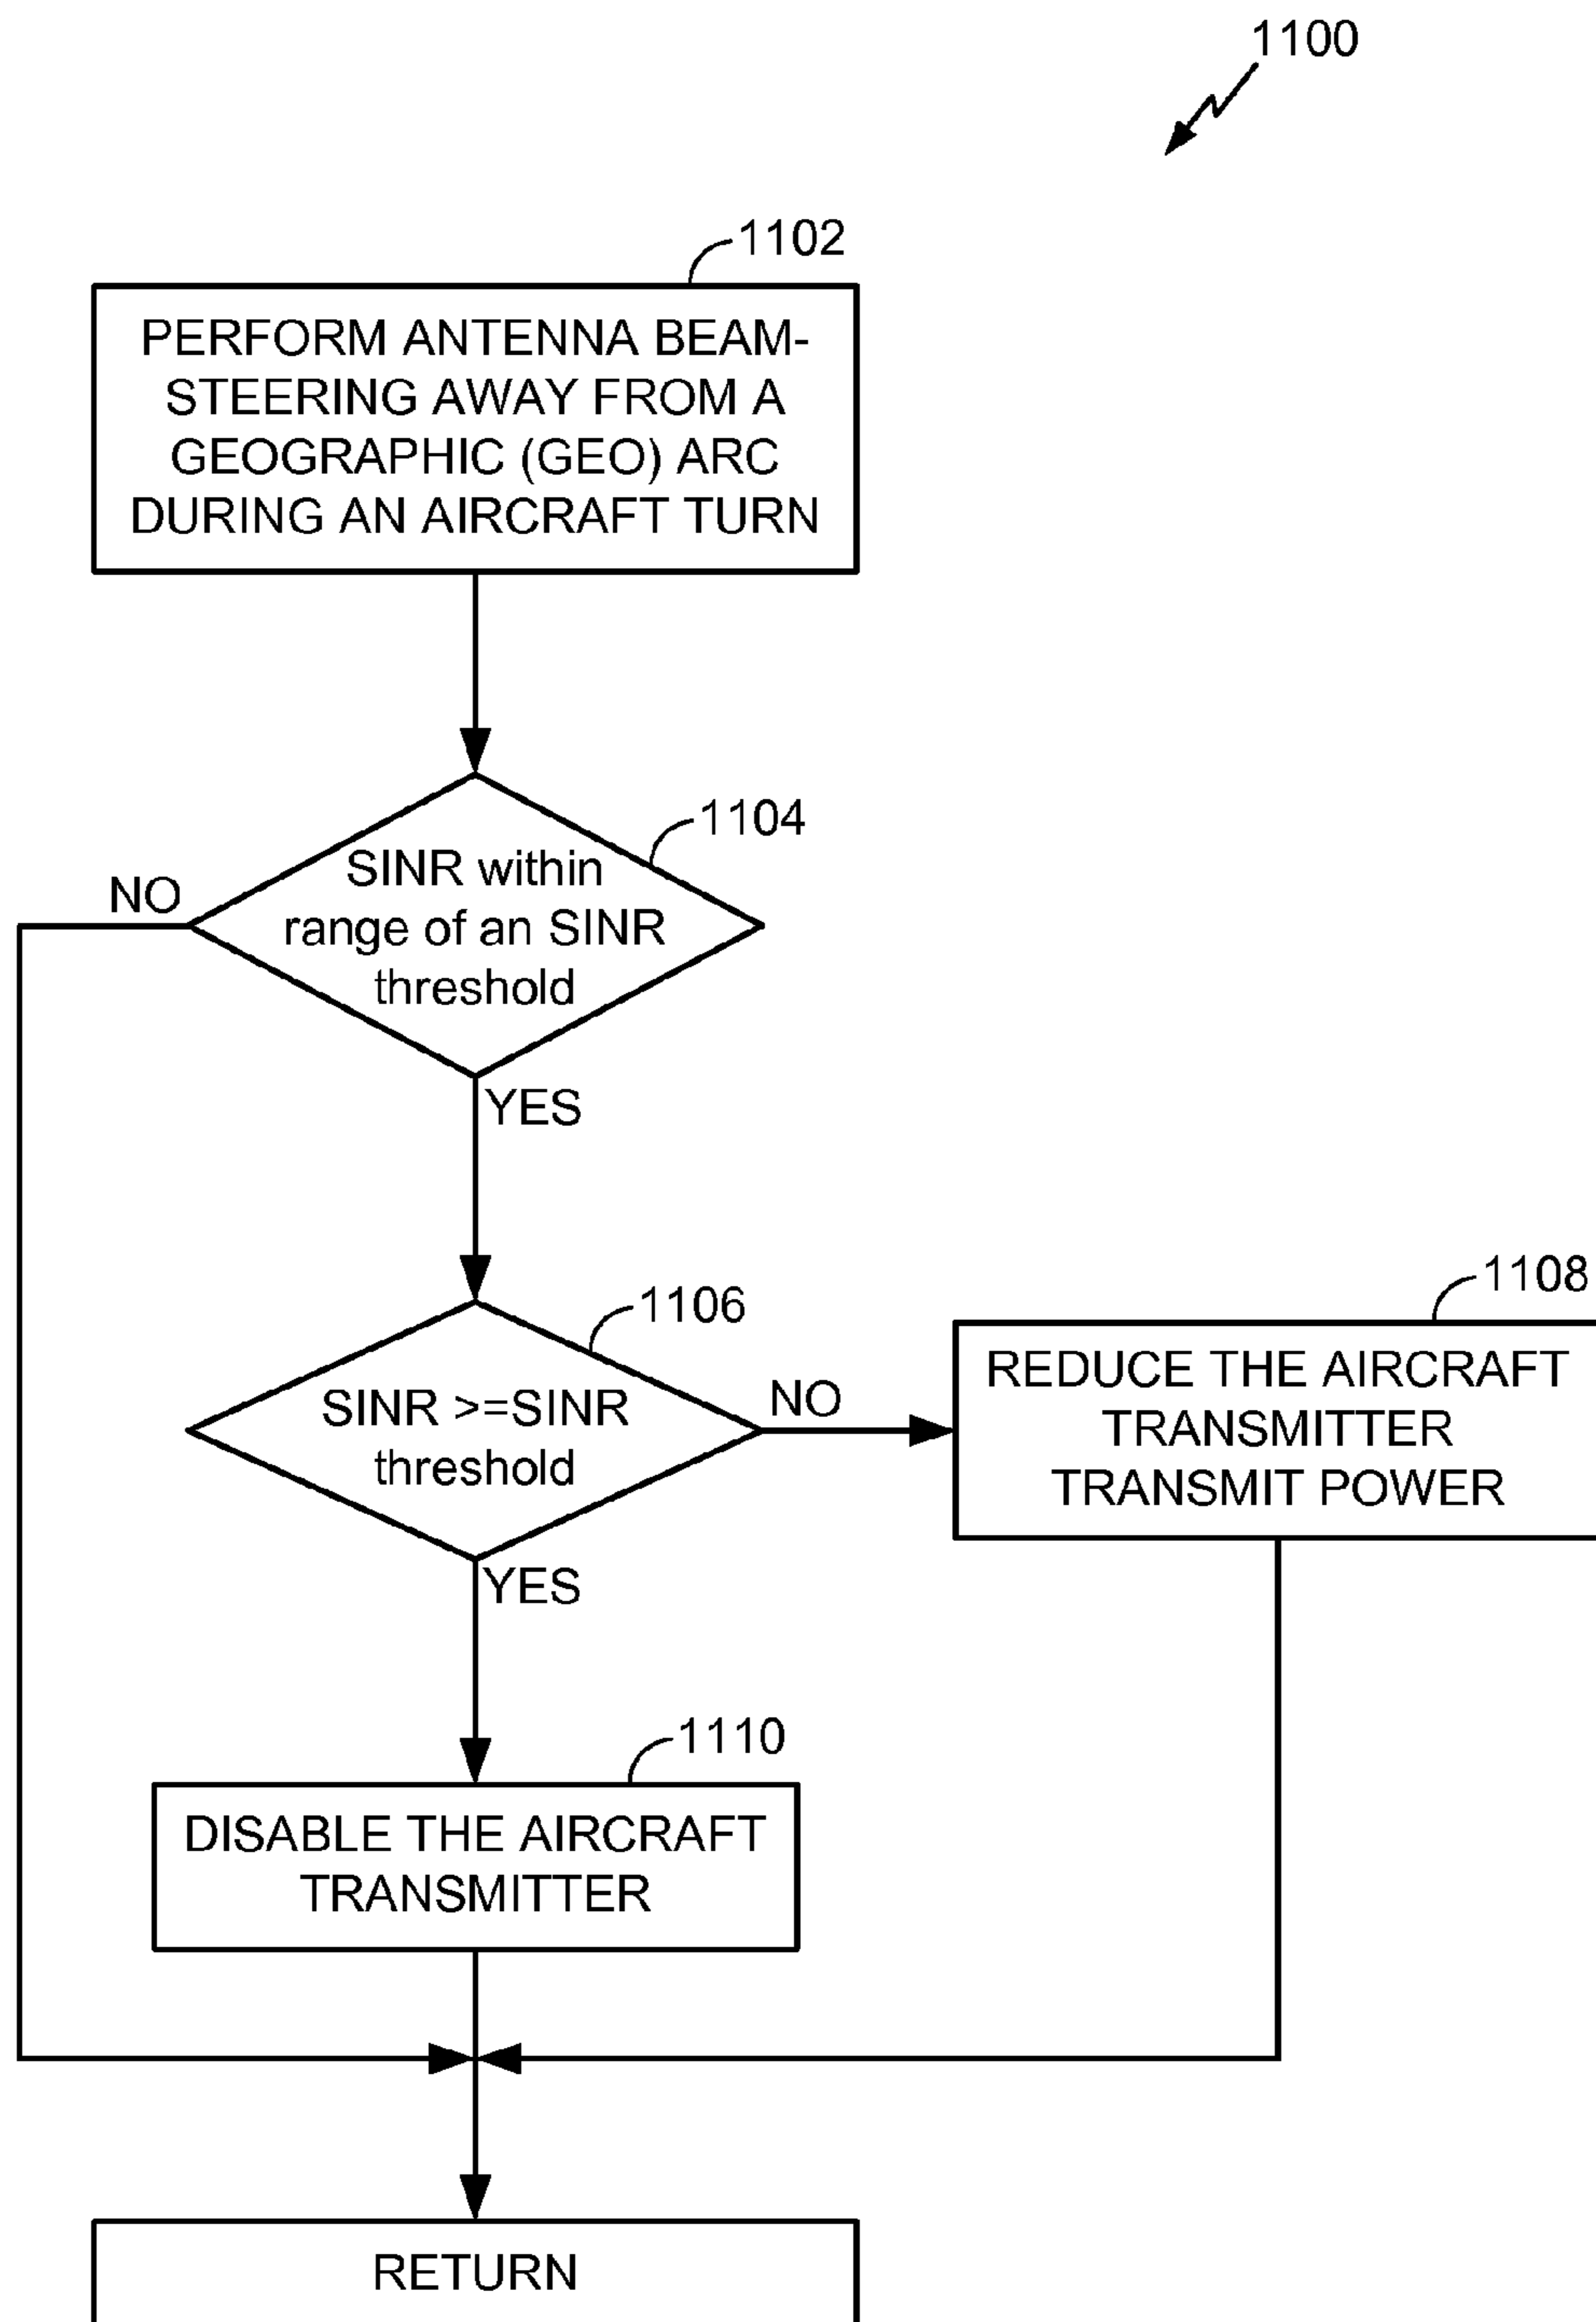 1100
1102
PERFORM ANTENNA BEAM-
STEERING AWAY FROM A
GEOGRAPHIC (GEO) ARC
DURING AN AIRCRAFT TURN
1104
NO
SINR within
range of an SINR
threshold
YES
1106
SINR >=SINR
threshold
NO
1108
REDUCE THE AIRCRAFT
TRANSMITTER
TRANSMIT POWER
YES
1110
DISABLE THE AIRCRAFT
TRANSMITTER
RETURN